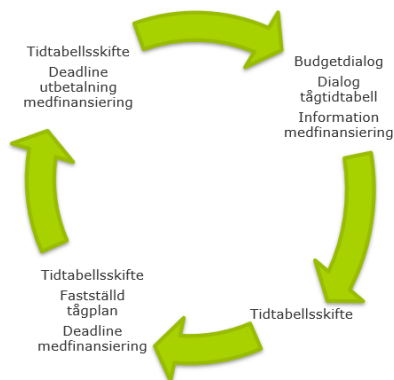 Tidtabellsskifte
Deadline
utbetalning
medfinansiering
Budgetdialog
Dialog
tågtidtabell
Information
medfinansiering
Tidtabellsskifte
Tidtabellsskifte
Fastställd
tågplan
Deadline
medfinansiering